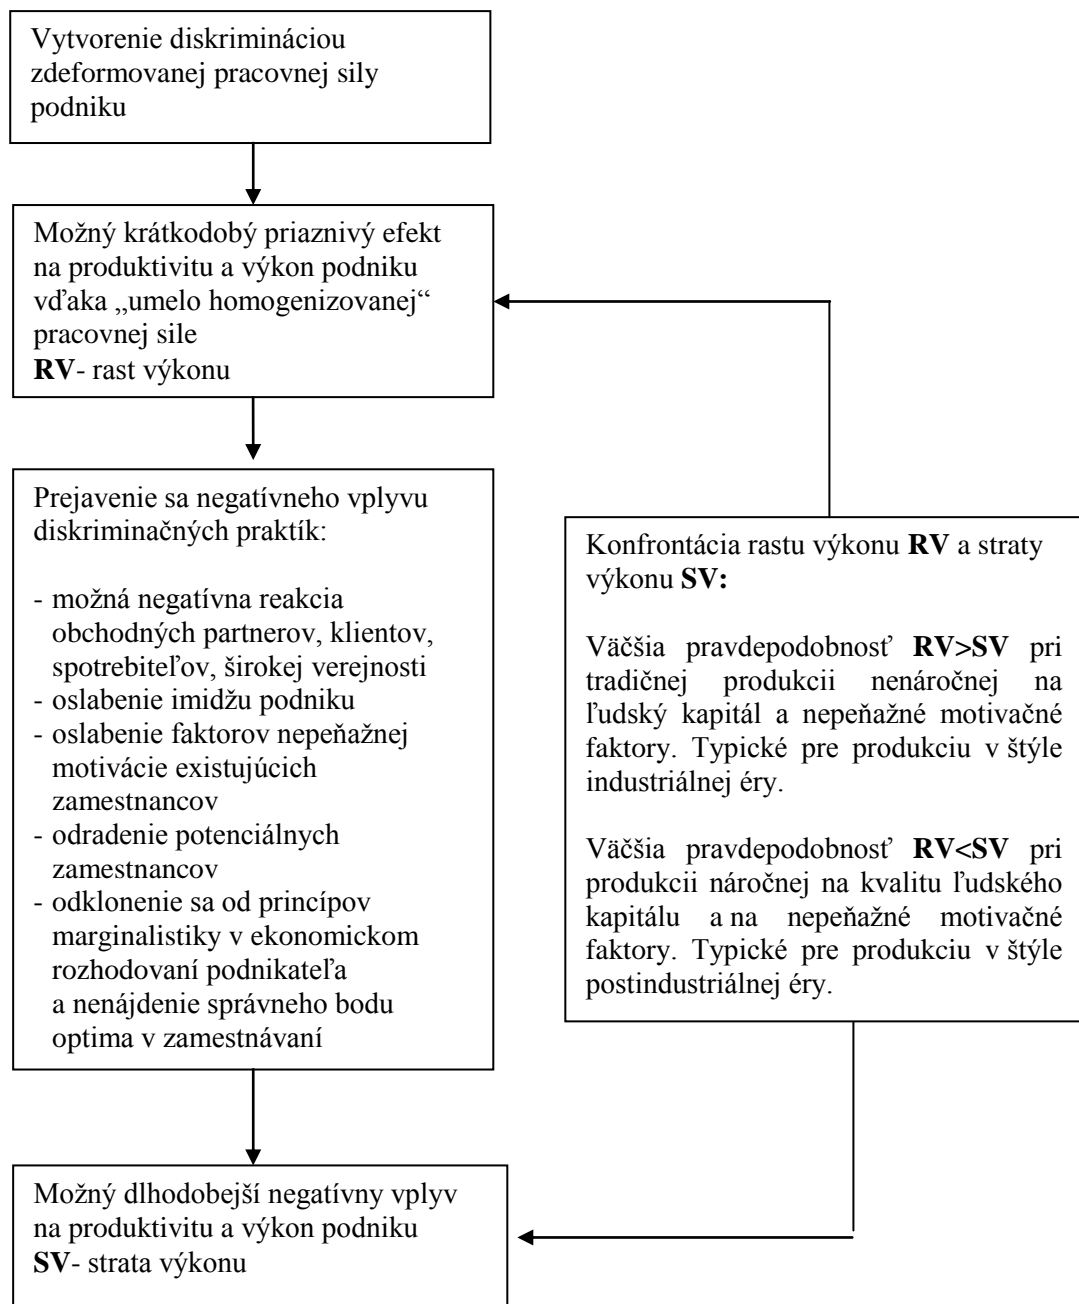 Vytvorenie diskrimináciou
zdeformovanej pracovnej sily
podniku
Možný krátkodobý priaznivý efekt
na produktivitu a výkon podniku
vďaka „umelo homogenizovanej“
pracovnej sile
RV- rast výkonu
Prejavenie sa negatívneho vplyvu
diskriminačných praktík:
- možná negatívna reakcia
obchodných partnerov, klientov,
spotrebiteľov, širokej verejnosti
- oslabenie imidžu podniku
- oslabenie faktorov nepeňažnej
motivácie existujúcich
zamestnancov
- odradenie potenciálnych
zamestnancov
- odklonenie sa od princípov
marginalistiky v ekonomickom
rozhodovaní podnikateľa
a nenájdenie správneho bodu
optima v zamestnávaní
Možný dlhodobejší negatívny vplyv
na produktivitu a výkon podniku
SV- strata výkonu
Konfrontácia rastu výkonu RV a straty
výkonu SV:
Väčšia pravdepodobnosť RV>SV pri
tradičnej produkcii nenáročnej na
ľudský kapitál a nepeňažné motivačné
faktory. Typické pre produkciu v štýle
industriálnej éry.
Väčšia pravdepodobnosť RV<SV pri
produkcii náročnej na kvalitu ľudského
kapitálu a na nepeňažné motivačné
faktory. Typické pre produkciu v štýle
postindustriálnej éry.